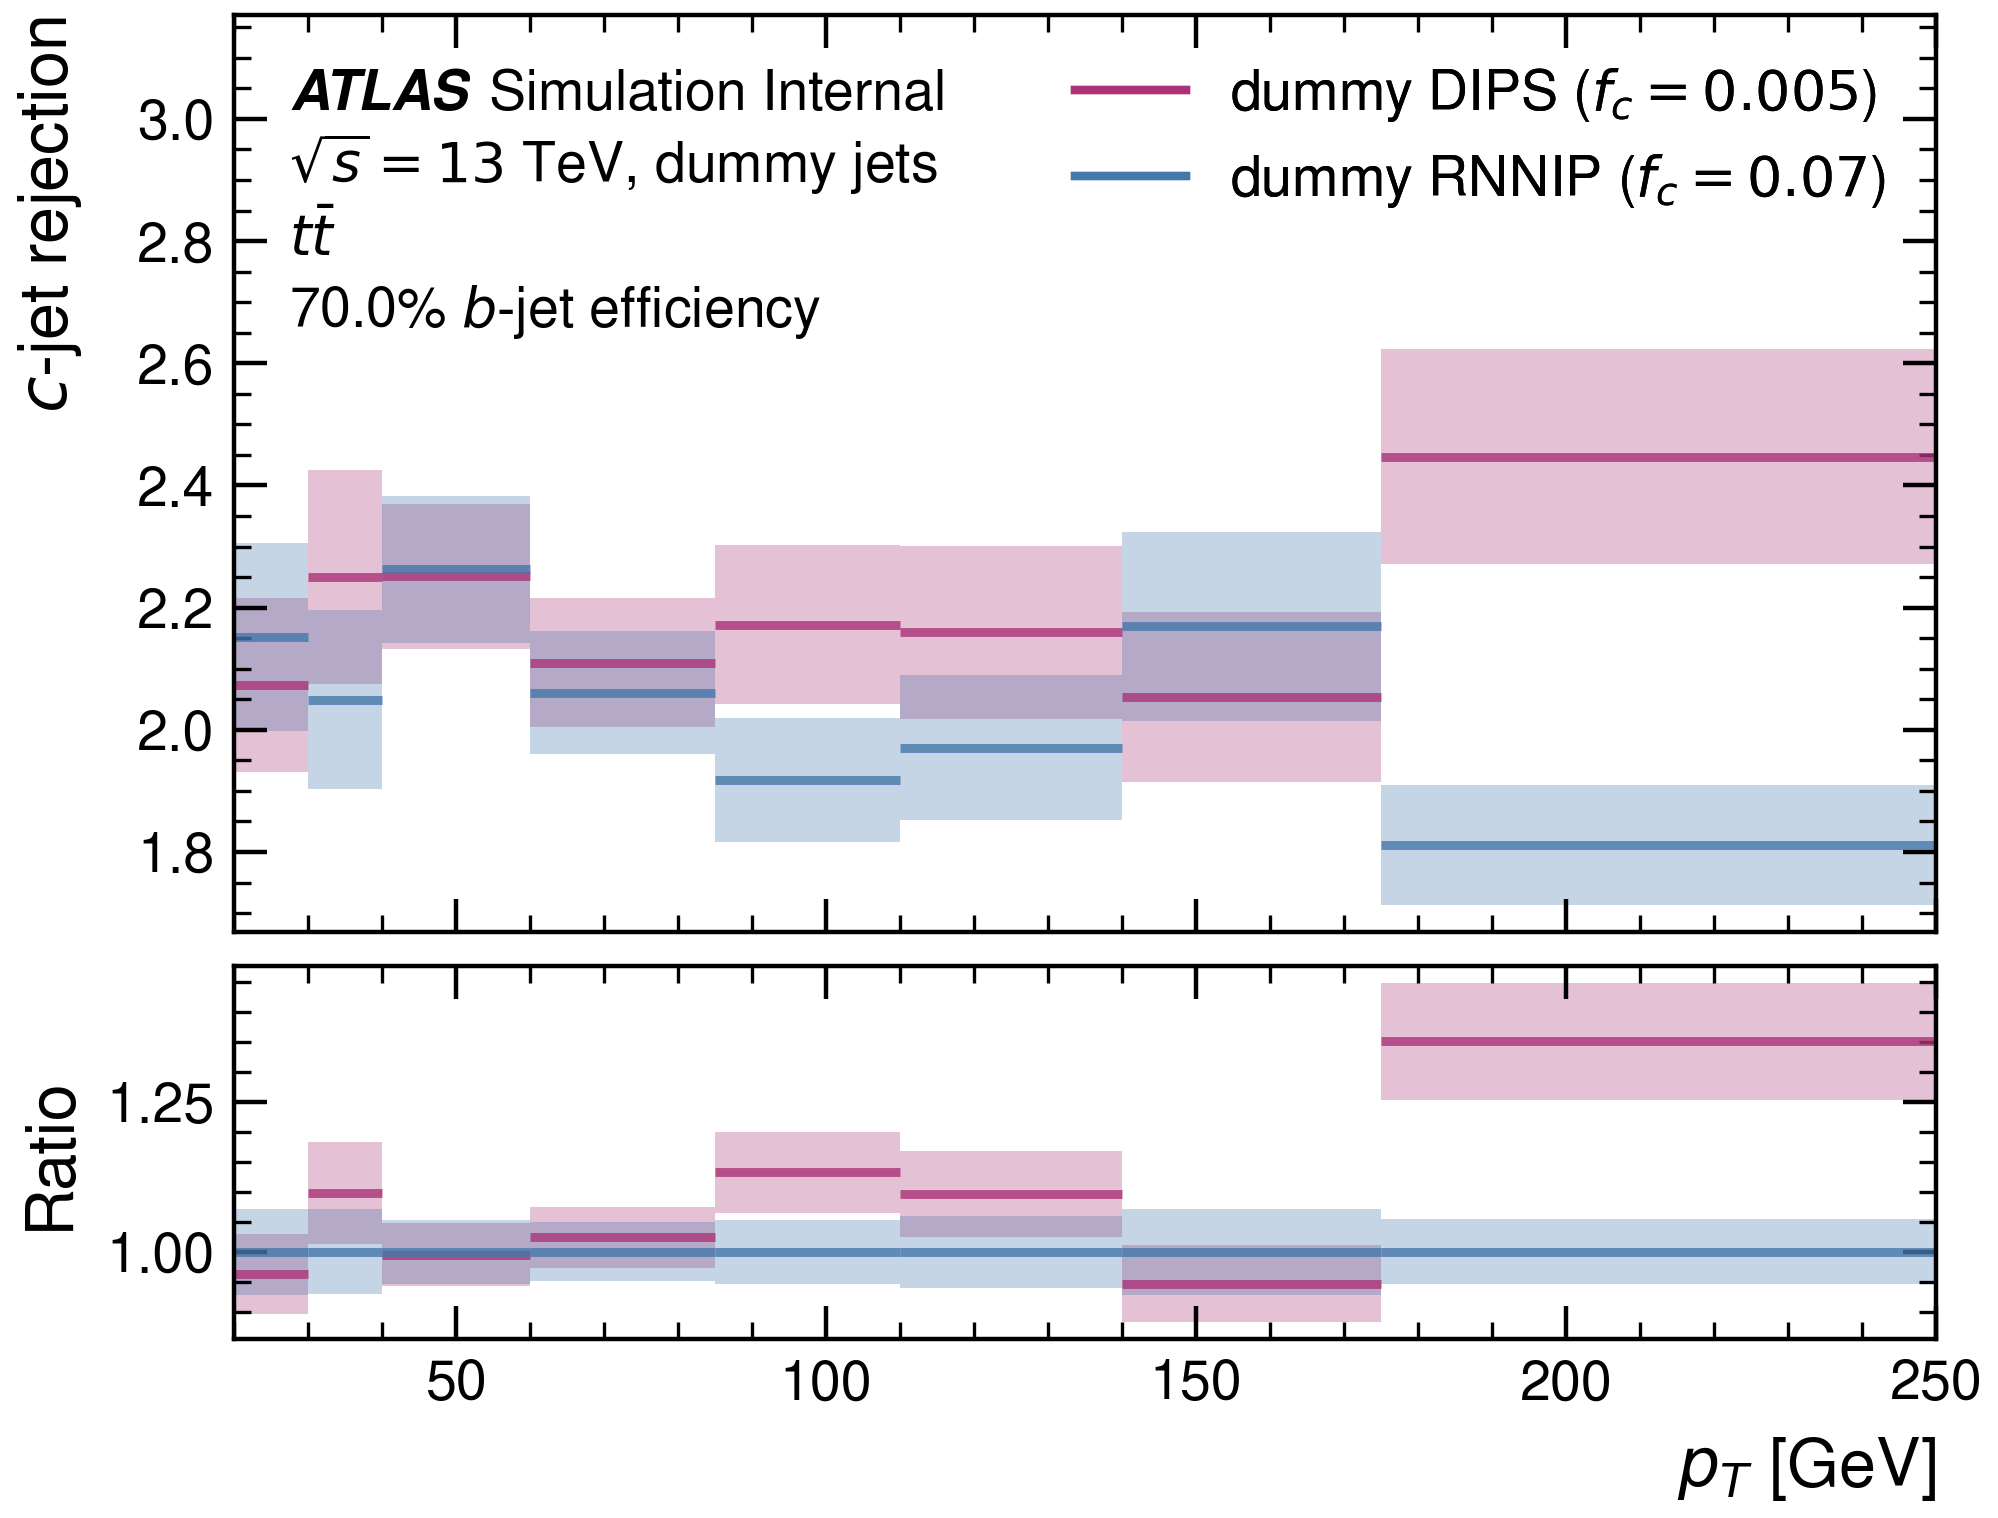 ATLAS Simulation Internal
√s = 13 TeV, dummy jets
tt̄
70.0% b-jet efficiency
dummy DIPS (f_c = 0.005)
dummy RNNIP (f_c = 0.07)
c-jet rejection
3.0
2.8
2.6
2.4
2.2
2.0
1.8
Ratio
1.25
1.00
50 100 150 200 250
p_T [GeV]